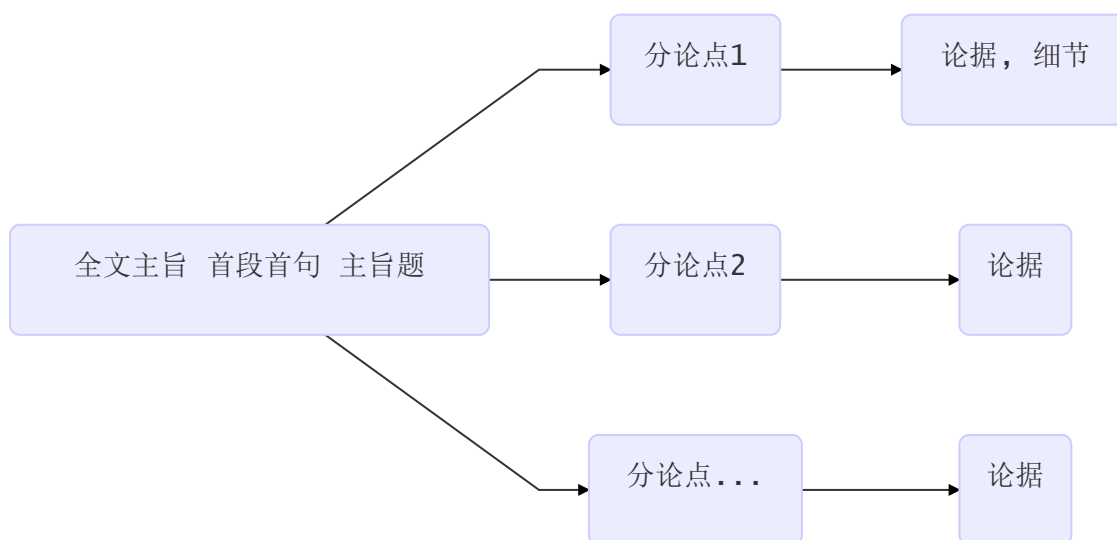 分论点1
论据, 细节
全文主旨 首段首句 主旨题
分论点2
论据
分论点...
论据